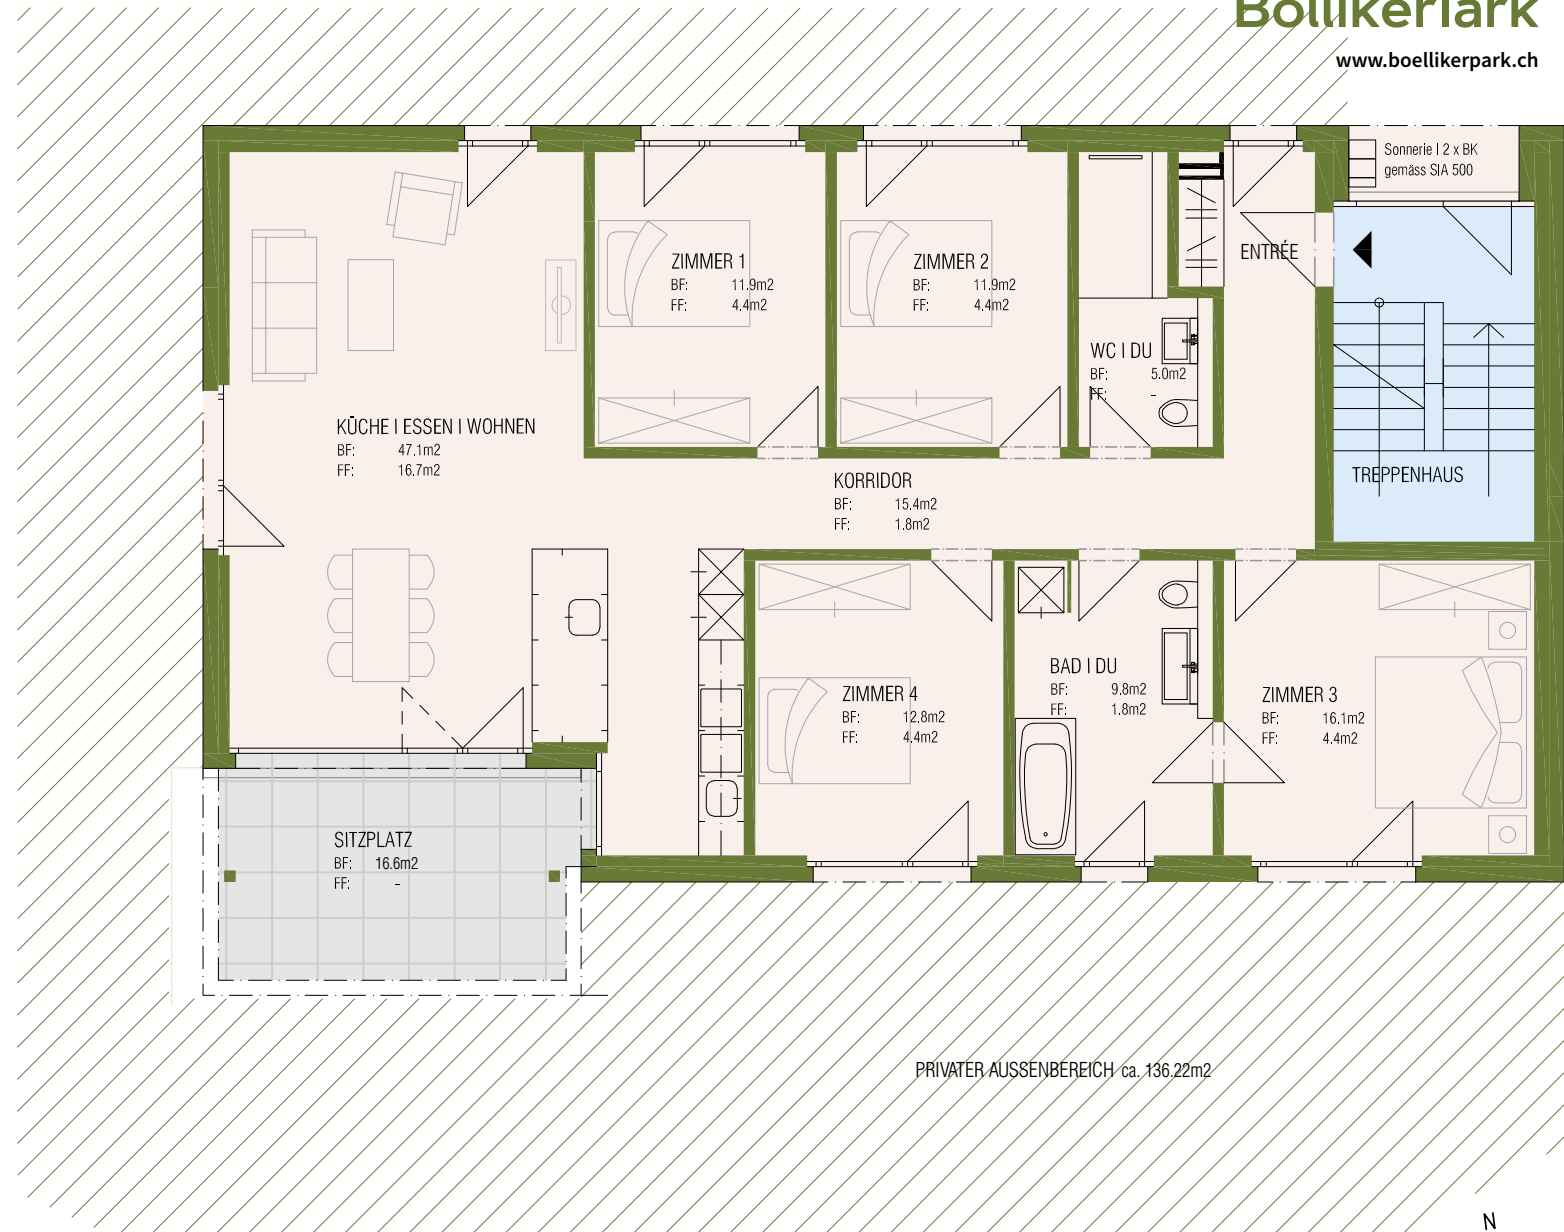 BöllikerPark
www.boellikerpark.ch
Sonnerie I 2 x BK
gemäss SIA 500
ENTRÉE
ZIMMER 1
BF: 11.9m2
FF: 4.4m2
ZIMMER 2
BF: 11.9m2
FF: 4.4m2
WC I DU
BF: 5.0m2
FF: -
KÜCHE I ESSEN I WOHNEN
BF: 47.1m2
FF: 16.7m2
KORRIDOR
BF: 15.4m2
FF: 1.8m2
TREPPENHAUS
ZIMMER 4
BF: 12.8m2
FF: 4.4m2
BAD I DU
BF: 9.8m2
FF: 1.8m2
ZIMMER 3
BF: 16.1m2
FF: 4.4m2
SITZPLATZ
BF: 16.6m2
FF: -
PRIVATER AUSSENBEREICH ca. 136.22m2
N